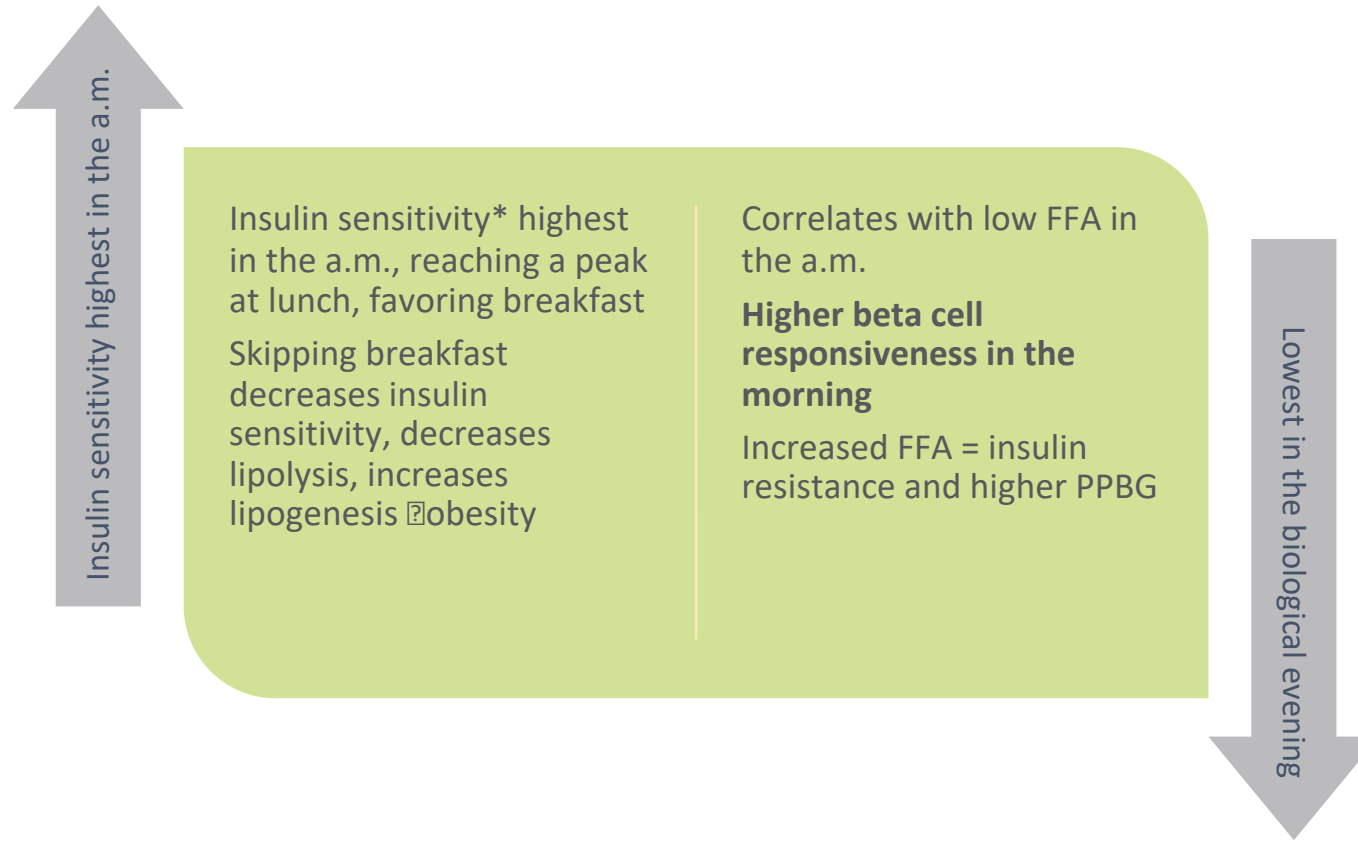 Insulin sensitivity highest in the a.m.
Insulin sensitivity* highest
in the a.m., reaching a peak
at lunch, favoring breakfast
Skipping breakfast
decreases insulin
sensitivity, decreases
lipolysis, increases
lipogenesis �obesity
Correlates with low FFA in
the a.m.
Higher beta cell
responsiveness in the
morning
Increased FFA = insulin
resistance and higher PPBG
Lowest in the biological evening